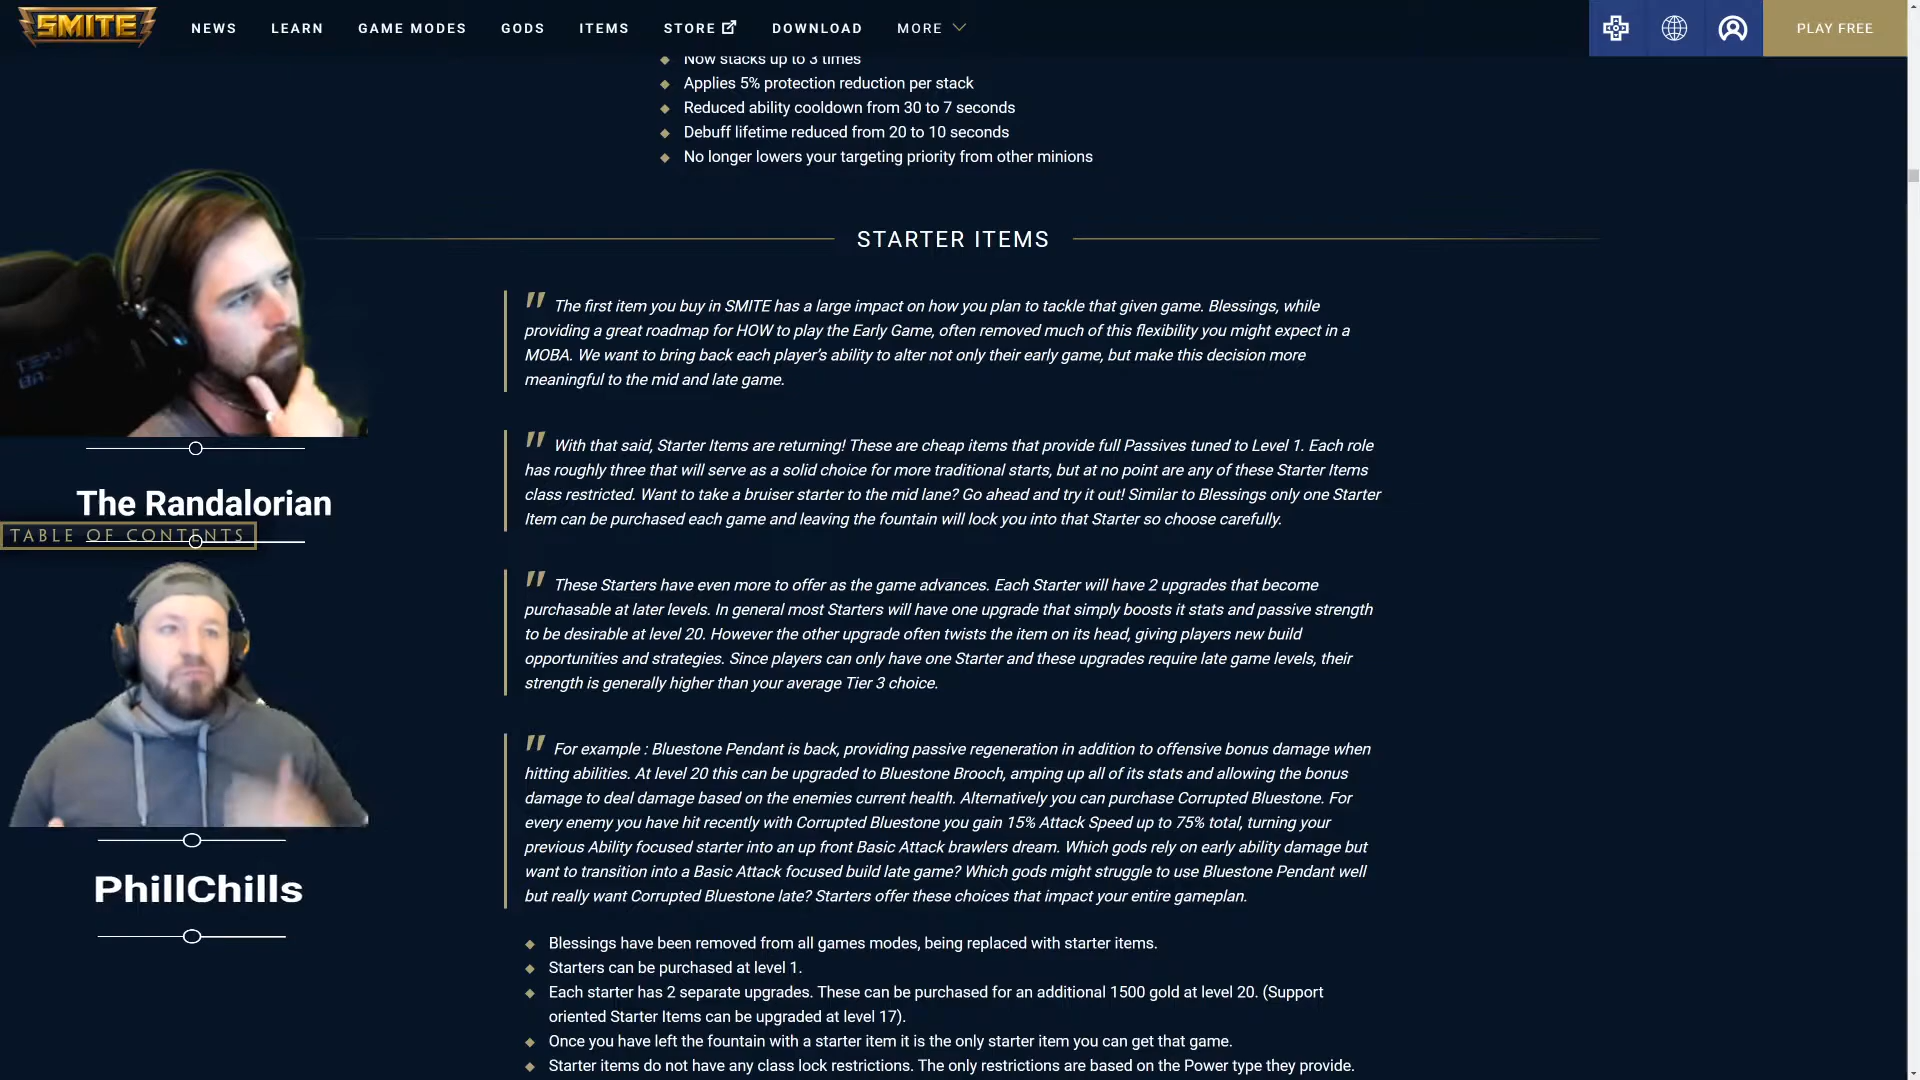 SMITE
NEWS LEARN GAME MODES GODS ITEMS STORE DOWNLOAD MORE PLAY FREE
Now stacks up to 3 times
Applies 5% protection reduction per stack
Reduced ability cooldown from 30 to 7 seconds
Debuff lifetime reduced from 20 to 10 seconds
No longer lowers your targeting priority from other minions
STARTER ITEMS
" The first item you buy in SMITE has a large impact on how you plan to tackle that given game. Blessings, while
providing a great roadmap for HOW to play the Early Game, often removed much of this flexibility you might expect in a
MOBA. We want to bring back each player's ability to alter not only their early game, but make this decision more
meaningful to the mid and late game.
" With that said, Starter Items are returning! These are cheap items that provide full Passives tuned to Level 1. Each role
has roughly three that will serve as a solid choice for more traditional starts, but at no point are any of these Starter Items
class restricted. Want to take a bruiser starter to the mid lane? Go ahead and try it out! Similar to Blessings only one Starter
Item can be purchased each game and leaving the fountain will lock you into that Starter so choose carefully.
The Randalorian
TABLE OF CONTENTS
" These Starters have even more to offer as the game advances. Each Starter will have 2 upgrades that become
purchasable at later levels. In general most Starters will have one upgrade that simply boosts it stats and passive strength
to be desirable at level 20. However the other upgrade often twists the item on its head, giving players new build
opportunities and strategies. Since players can only have one Starter and these upgrades require late game levels, their
strength is generally higher than your average Tier 3 choice.
" For example : Bluestone Pendant is back, providing passive regeneration in addition to offensive bonus damage when
hitting abilities. At level 20 this can be upgraded to Bluestone Brooch, amping up all of its stats and allowing the bonus
damage to deal damage based on the enemies current health. Alternatively you can purchase Corrupted Bluestone. For
every enemy you have hit recently with Corrupted Bluestone you gain 15% Attack Speed up to 75% total, turning your
previous Ability focused starter into an up front Basic Attack brawlers dream. Which gods rely on early ability damage but
want to transition into a Basic Attack focused build late game? Which gods might struggle to use Bluestone Pendant well
but really want Corrupted Bluestone late? Starters offer these choices that impact your entire gameplan.
PhillChills
Blessings have been removed from all games modes, being replaced with starter items.
Starters can be purchased at level 1.
Each starter has 2 separate upgrades. These can be purchased for an additional 1500 gold at level 20. (Support
oriented Starter Items can be upgraded at level 17).
Once you have left the fountain with a starter item it is the only starter item you can get that game.
Starter items do not have any class lock restrictions. The only restrictions are based on the Power type they provide.